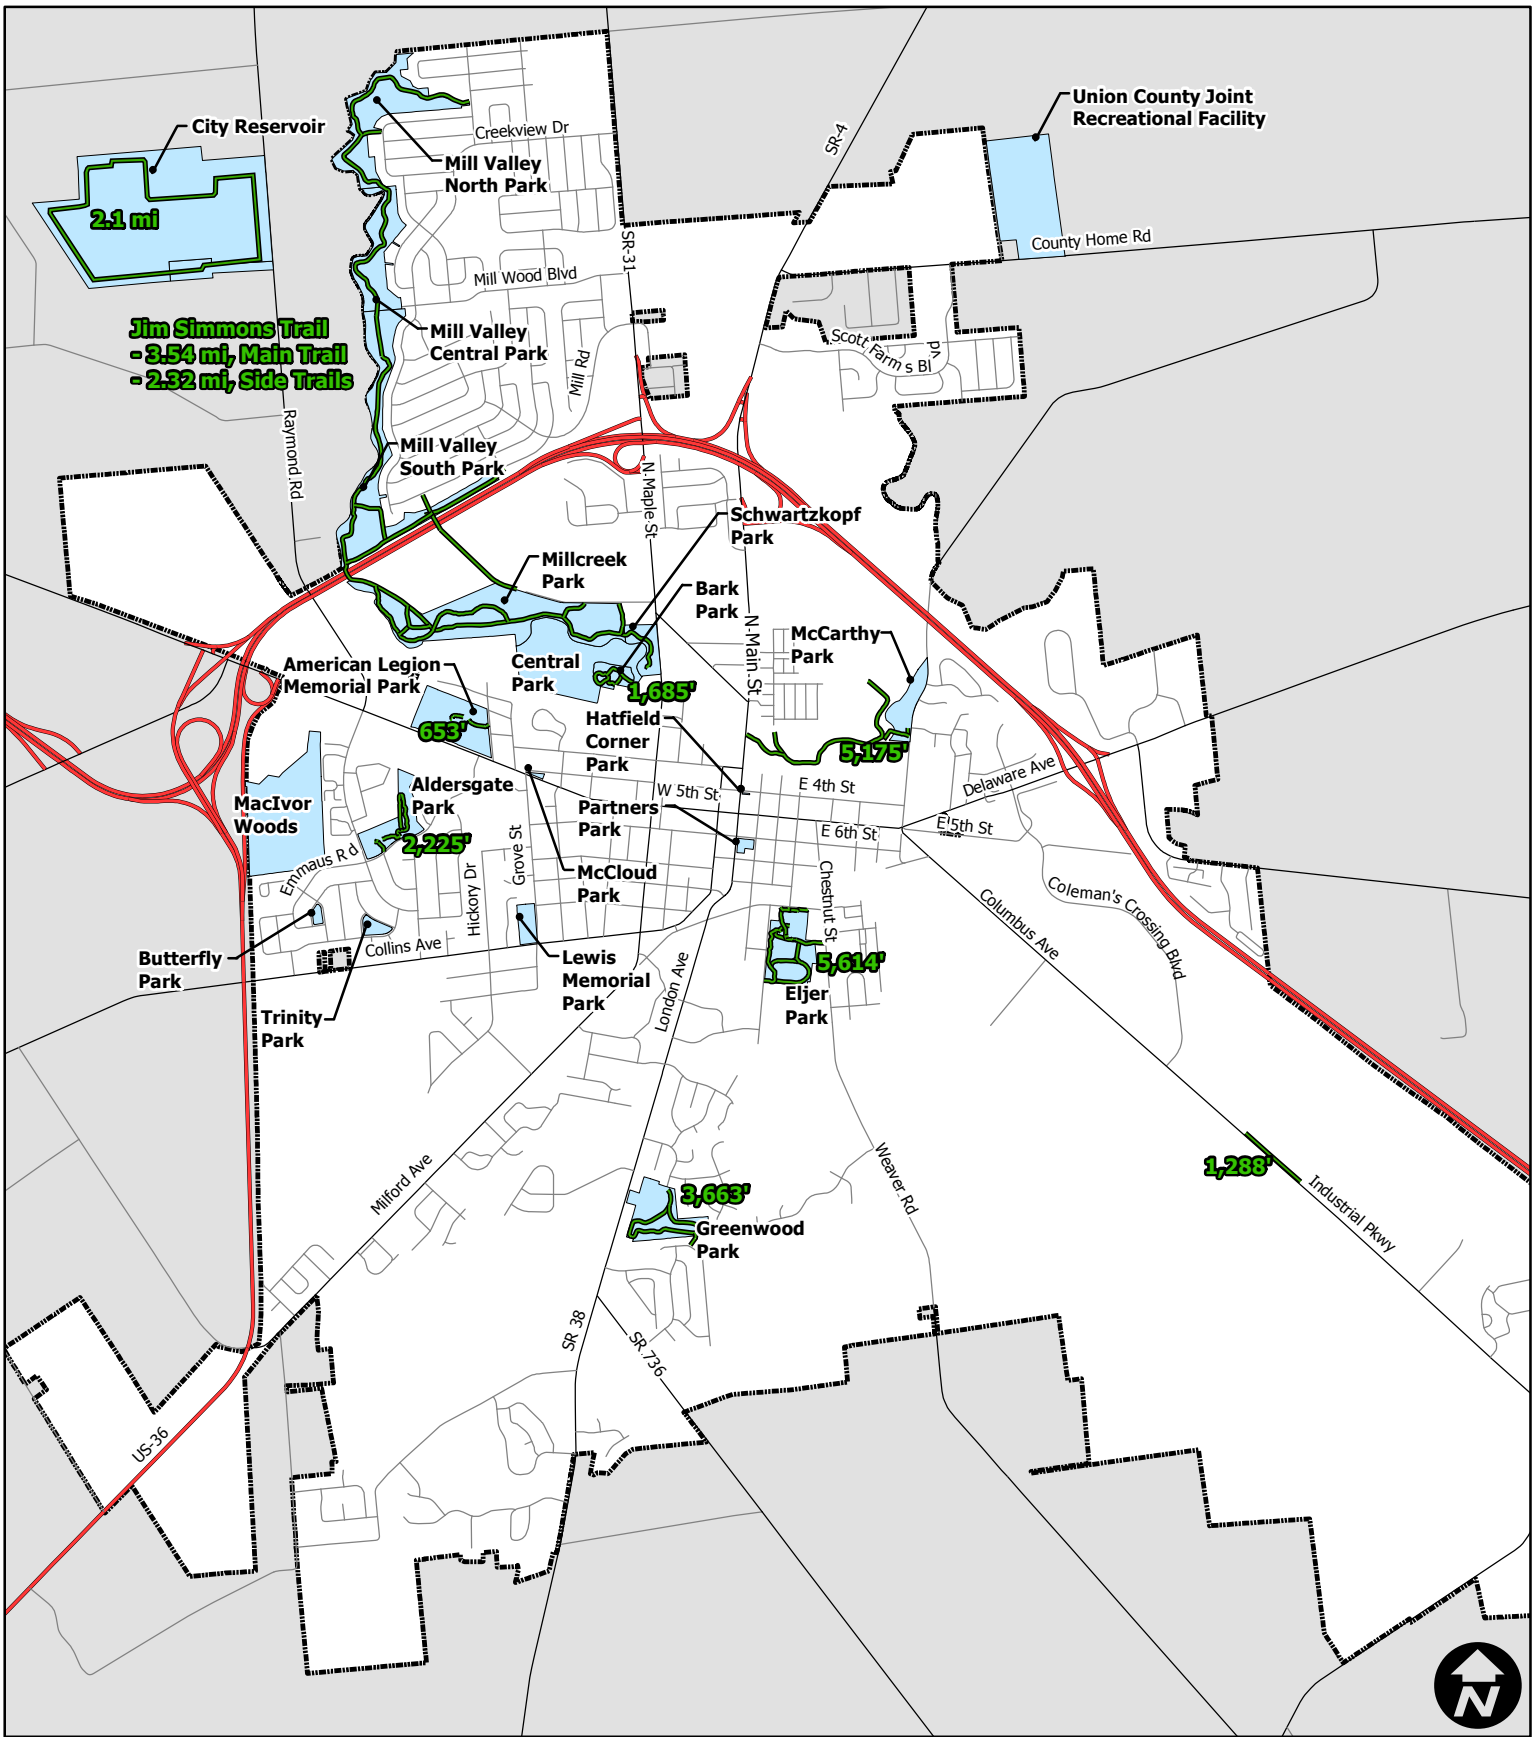 Union County Joint
Recreational Facility
City Reservoir
Creekview Dr
SR-4
Mill Valley
North Park
2.1 mi
SR-31
County Home Rd
Mill Wood Blvd
Jim Simmons Trail
- 3.54 mi, Main Trail
- 2.32 mi, Side Trails
Mill Valley
Central Park
Scott Farms Blvd
Mill Rd
Raymond Rd
Mill Valley
South Park
N Maple St
Schwartzkopf
Park
Millcreek
Park
Bark
Park
N Main St
McCarthy
Park
American Legion
Memorial Park
Central
Park
1,685'
653'
Hatfield
Corner
Park
5,175'
Delaware Ave
Aldersgate
Park
W 5th St
E 4th St
MacIvor
Woods
Partners
Park
E 6th St
E 5th St
2,225'
Emmaus Rd
Grove St
McCloud
Park
Chestnut St
Hickory Dr
Columbus Ave
Coleman's Crossing Blvd
Collins Ave
Butterfly
Park
Lewis
Memorial
Park
London Ave
5,614'
Eljer
Park
Trinity
Park
Milford Ave
Weaver Rd
1,288'
Industrial Pkwy
3,663'
Greenwood
Park
SR 38
SR 736
US-36
N